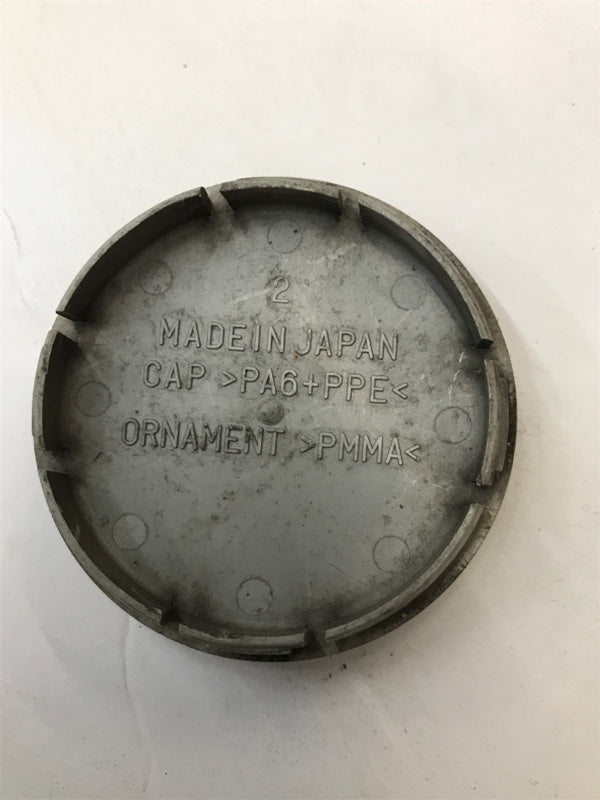 2
MADE IN JAPAN
CAP >PA6+PPE<
ORNAMENT >PMMA<